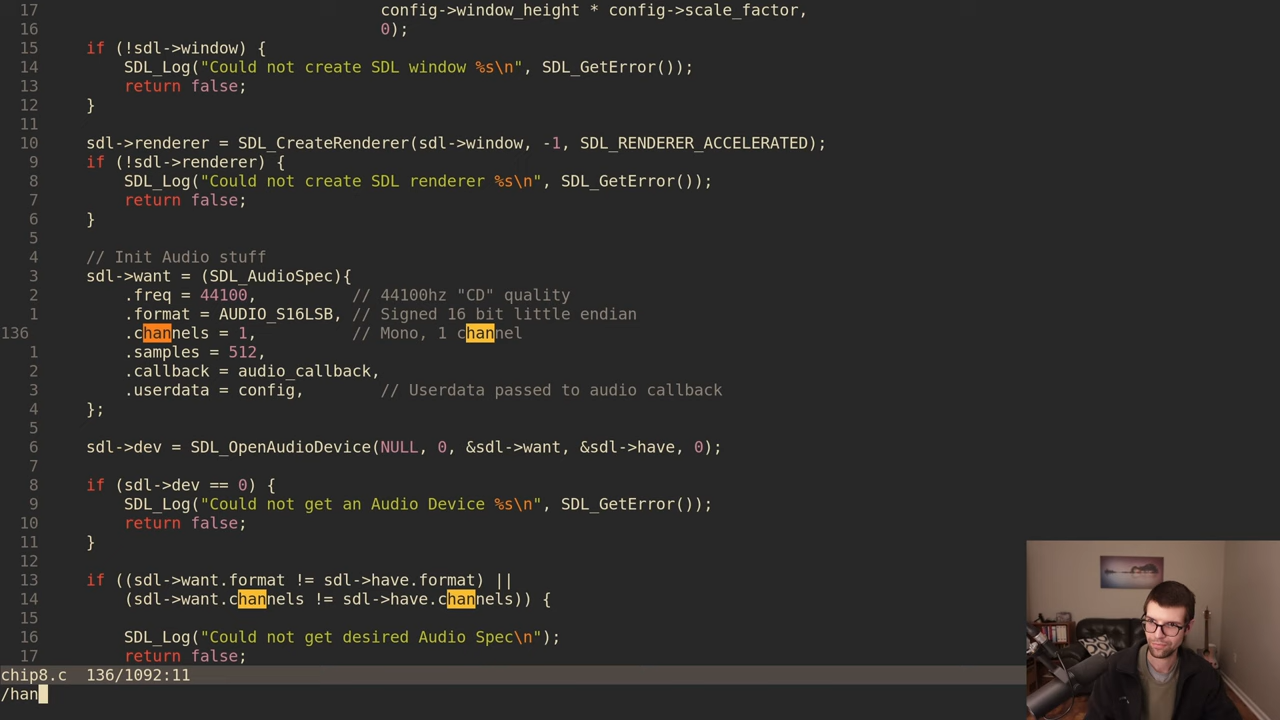 17                                    config->window_height * config->scale_factor,
16                                    0);
15     if (!sdl->window) {
14         SDL_Log("Could not create SDL window %s\n", SDL_GetError());
13         return false;
12     }
11
10     sdl->renderer = SDL_CreateRenderer(sdl->window, -1, SDL_RENDERER_ACCELERATED);
9     if (!sdl->renderer) {
8         SDL_Log("Could not create SDL renderer %s\n", SDL_GetError());
7         return false;
6     }
5
4     // Init Audio stuff
3     sdl->want = (SDL_AudioSpec){
2         .freq = 44100,          // 44100hz "CD" quality
1         .format = AUDIO_S16LSB, // Signed 16 bit little endian
136         .channels = 1,          // Mono, 1 channel
1         .samples = 512,
2         .callback = audio_callback,
3         .userdata = config,        // Userdata passed to audio callback
4     };
5
6     sdl->dev = SDL_OpenAudioDevice(NULL, 0, &sdl->want, &sdl->have, 0);
7
8     if (sdl->dev == 0) {
9         SDL_Log("Could not get an Audio Device %s\n", SDL_GetError());
10         return false;
11     }
12
13     if ((sdl->want.format != sdl->have.format) ||
14         (sdl->want.channels != sdl->have.channels)) {
15
16         SDL_Log("Could not get desired Audio Spec\n");
17         return false;
chip8.c  136/1092:11
/han